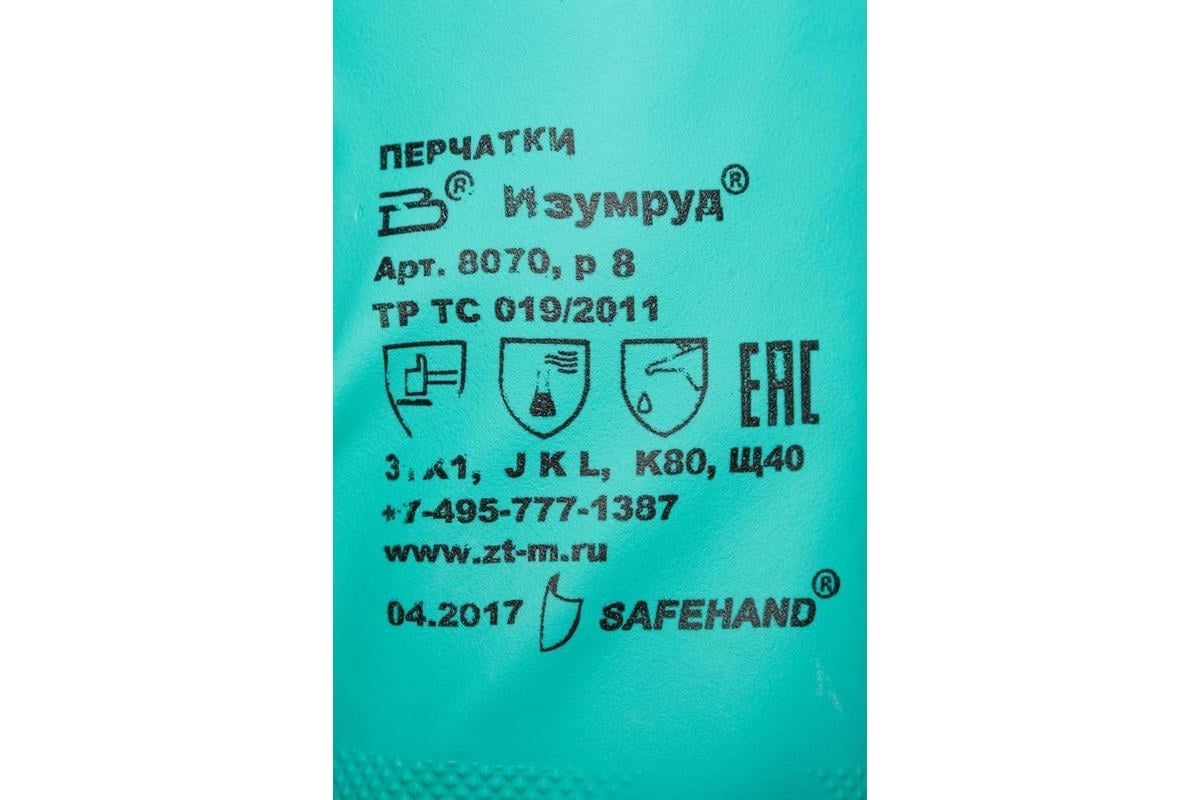 ПЕРЧАТКИ
B® Изумруд®
Арт. 8070, р 8
ТР ТС 019/2011
EAC
J K L, К80, Щ40
+7-495-777-1387
www.zt-m.ru
04.2017 SAFEHAND®